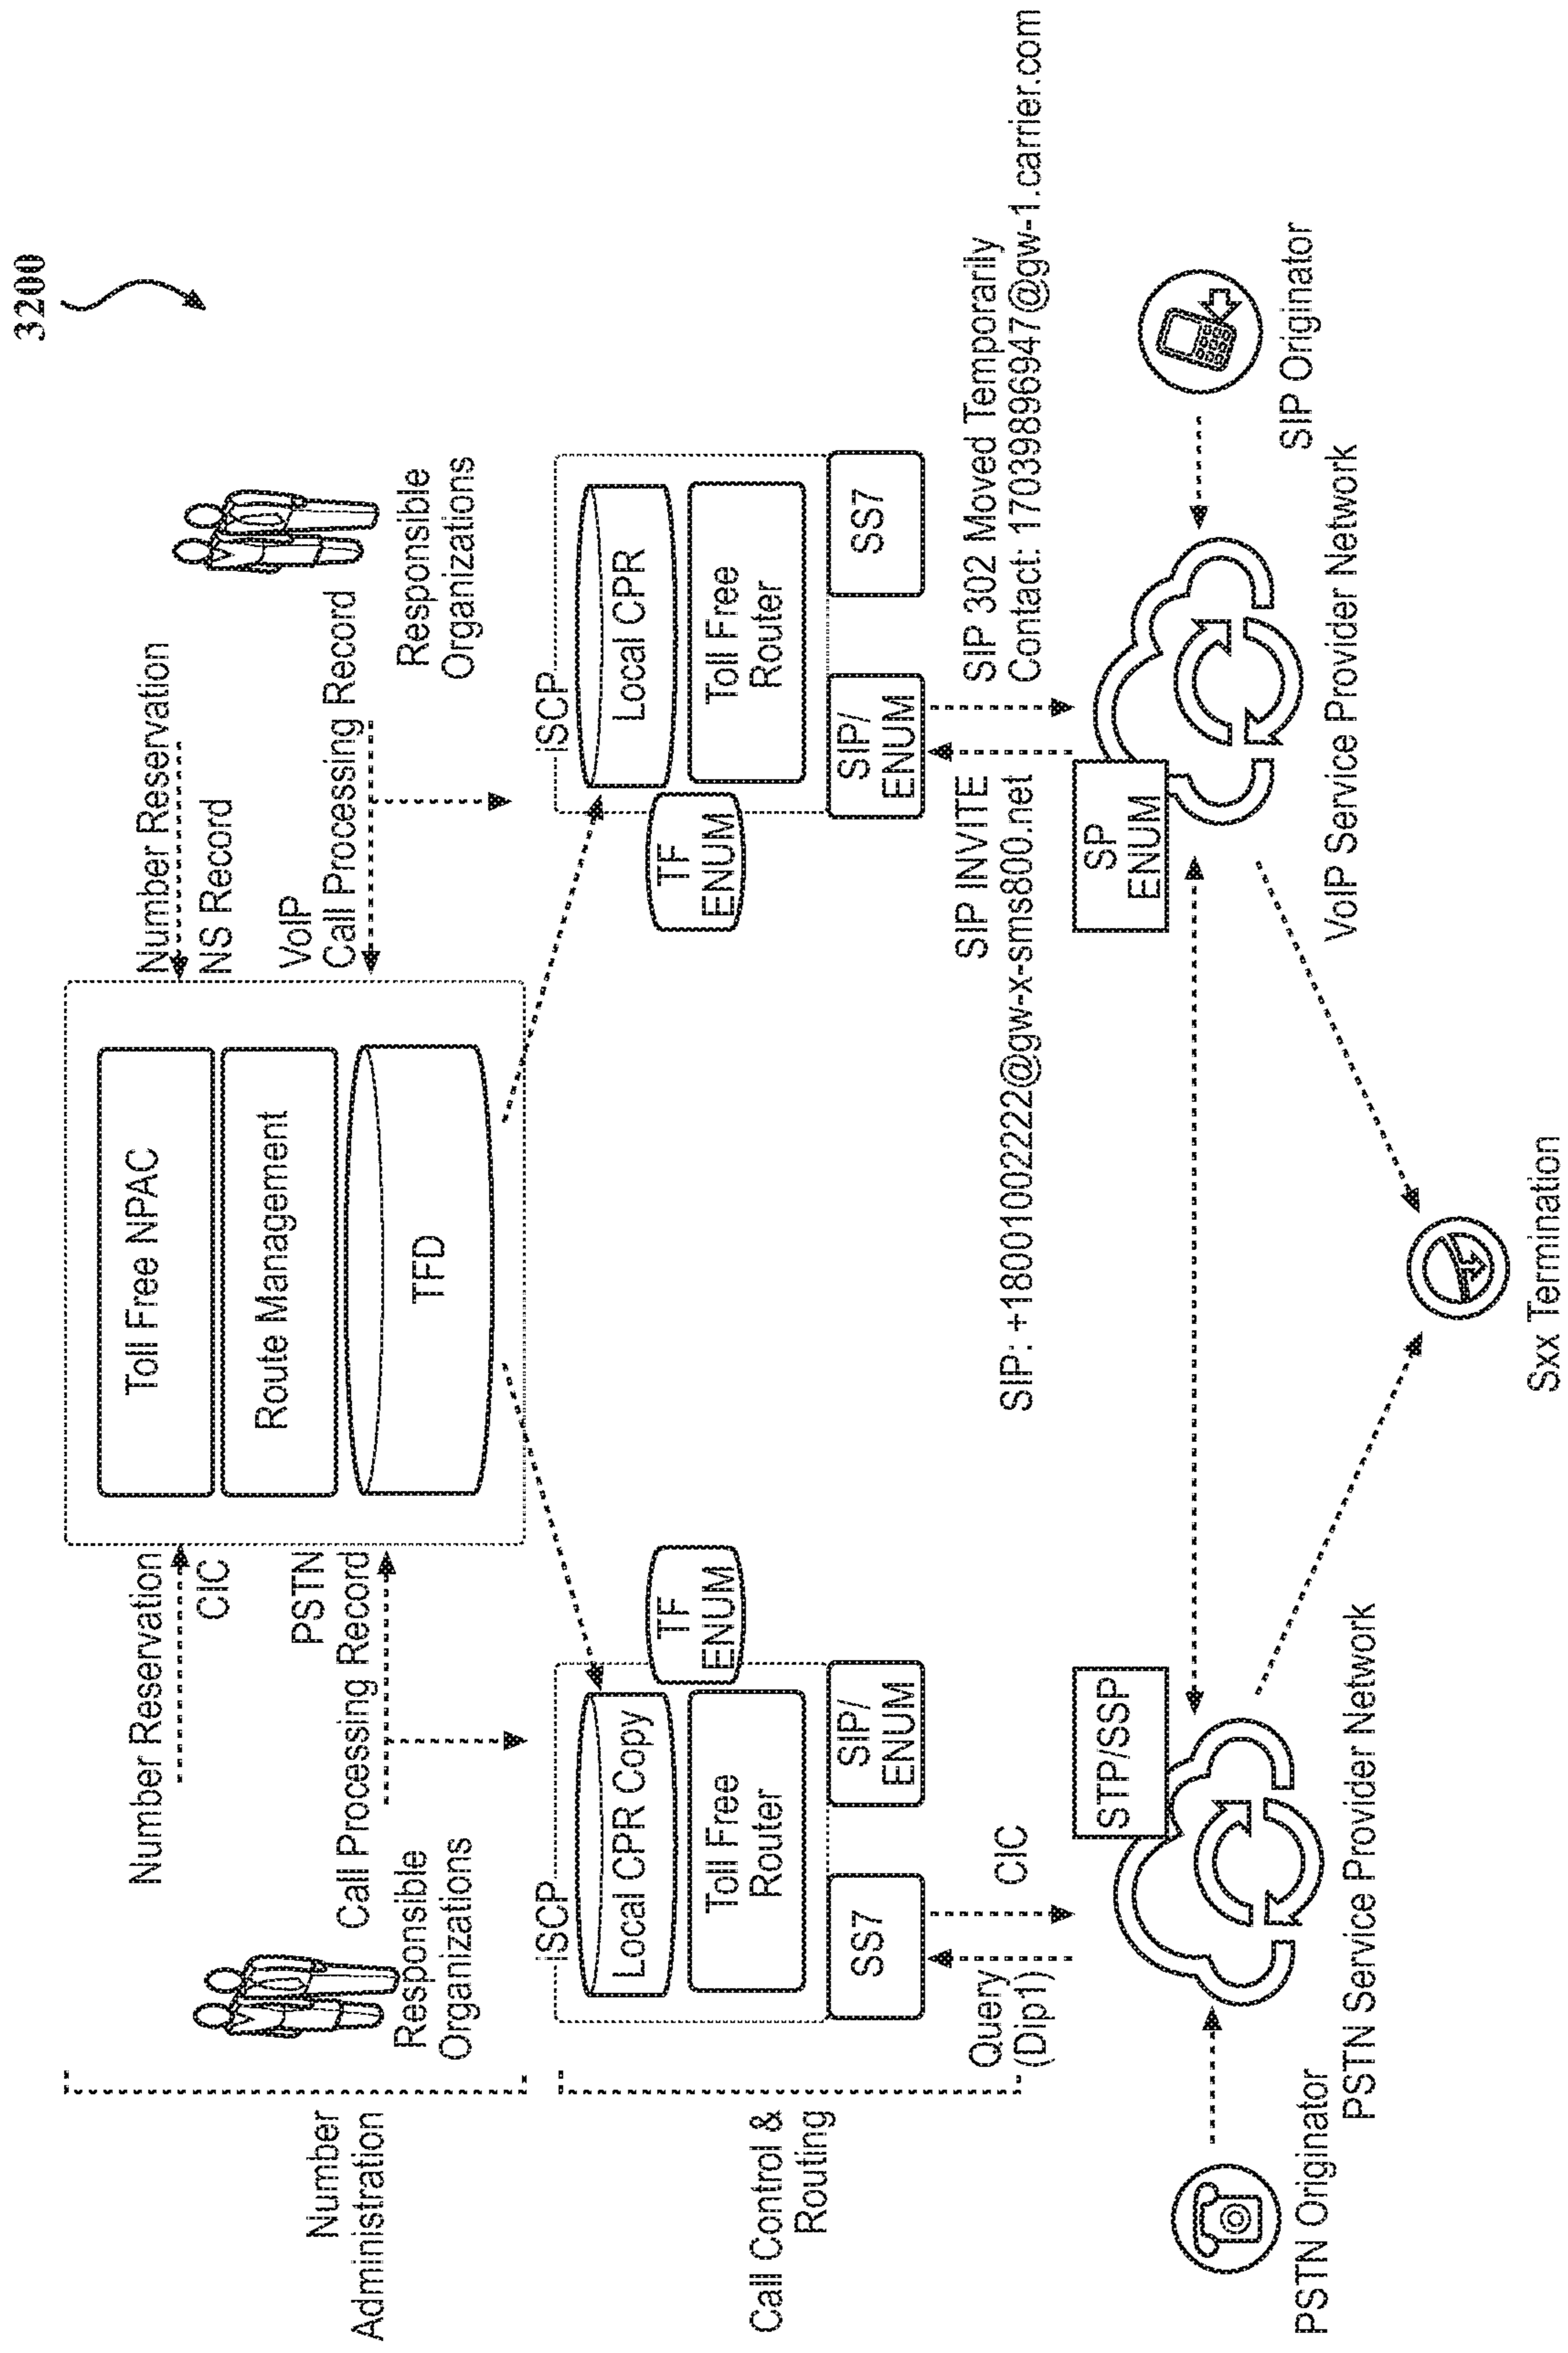 3200
Number Reservation
CIC
PSTN
Call Processing Record
Responsible
Organizations
Number
Administration
Toll Free NPAC
Route Management
TFD
Number Reservation
NS Record
VoIP
Call Processing Record
Responsible
Organizations
Call Control &
Routing
iSCP
Local CPR Copy
Toll Free
Router
SS7
SIP/
ENUM
TF
ENUM
TF
ENUM
iSCP
Local CPR
Toll Free
Router
SIP/
ENUM
SS7
Query
(Dip1)
CIC
SIP INVITE
SIP: +18001002222@gw-x-sms800.net
SIP 302 Moved Temporarily
Contact: 17039896947@gw-1.carrier.com
STP/SSP
SP
ENUM
PSTN Originator
PSTN Service Provider Network
VoIP Service Provider Network
SIP Originator
Sxx Termination